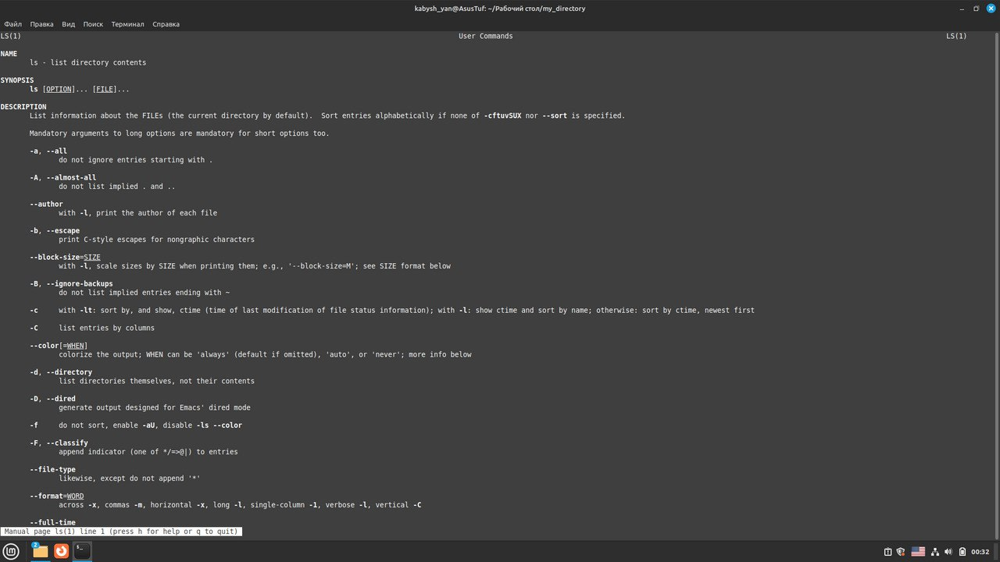 kabysh_yan@AsusTuf: ~/Рабочий стол/my_directory
Файл Правка Вид Поиск Терминал Справка
LS(1) User Commands LS(1)
NAME
ls - list directory contents
SYNOPSIS
ls [OPTION]... [FILE]...
DESCRIPTION
List information about the FILEs (the current directory by default).  Sort entries alphabetically if none of -cftuvSUX nor --sort is specified.
Mandatory arguments to long options are mandatory for short options too.
-a, --all
do not ignore entries starting with .
-A, --almost-all
do not list implied . and ..
--author
with -l, print the author of each file
-b, --escape
print C-style escapes for nongraphic characters
--block-size=SIZE
with -l, scale sizes by SIZE when printing them; e.g., '--block-size=M'; see SIZE format below
-B, --ignore-backups
do not list implied entries ending with ~
-c with -lt: sort by, and show, ctime (time of last modification of file status information); with -l: show ctime and sort by name; otherwise: sort by ctime, newest first
-C list entries by columns
--color[=WHEN]
colorize the output; WHEN can be 'always' (default if omitted), 'auto', or 'never'; more info below
-d, --directory
list directories themselves, not their contents
-D, --dired
generate output designed for Emacs' dired mode
-f do not sort, enable -aU, disable -ls --color
-F, --classify
append indicator (one of */=>@|) to entries
--file-type
likewise, except do not append '*'
--format=WORD
across -x, commas -m, horizontal -x, long -l, single-column -1, verbose -l, vertical -C
--full-time
Manual page ls(1) line 1 (press h for help or q to quit)
2
00:32